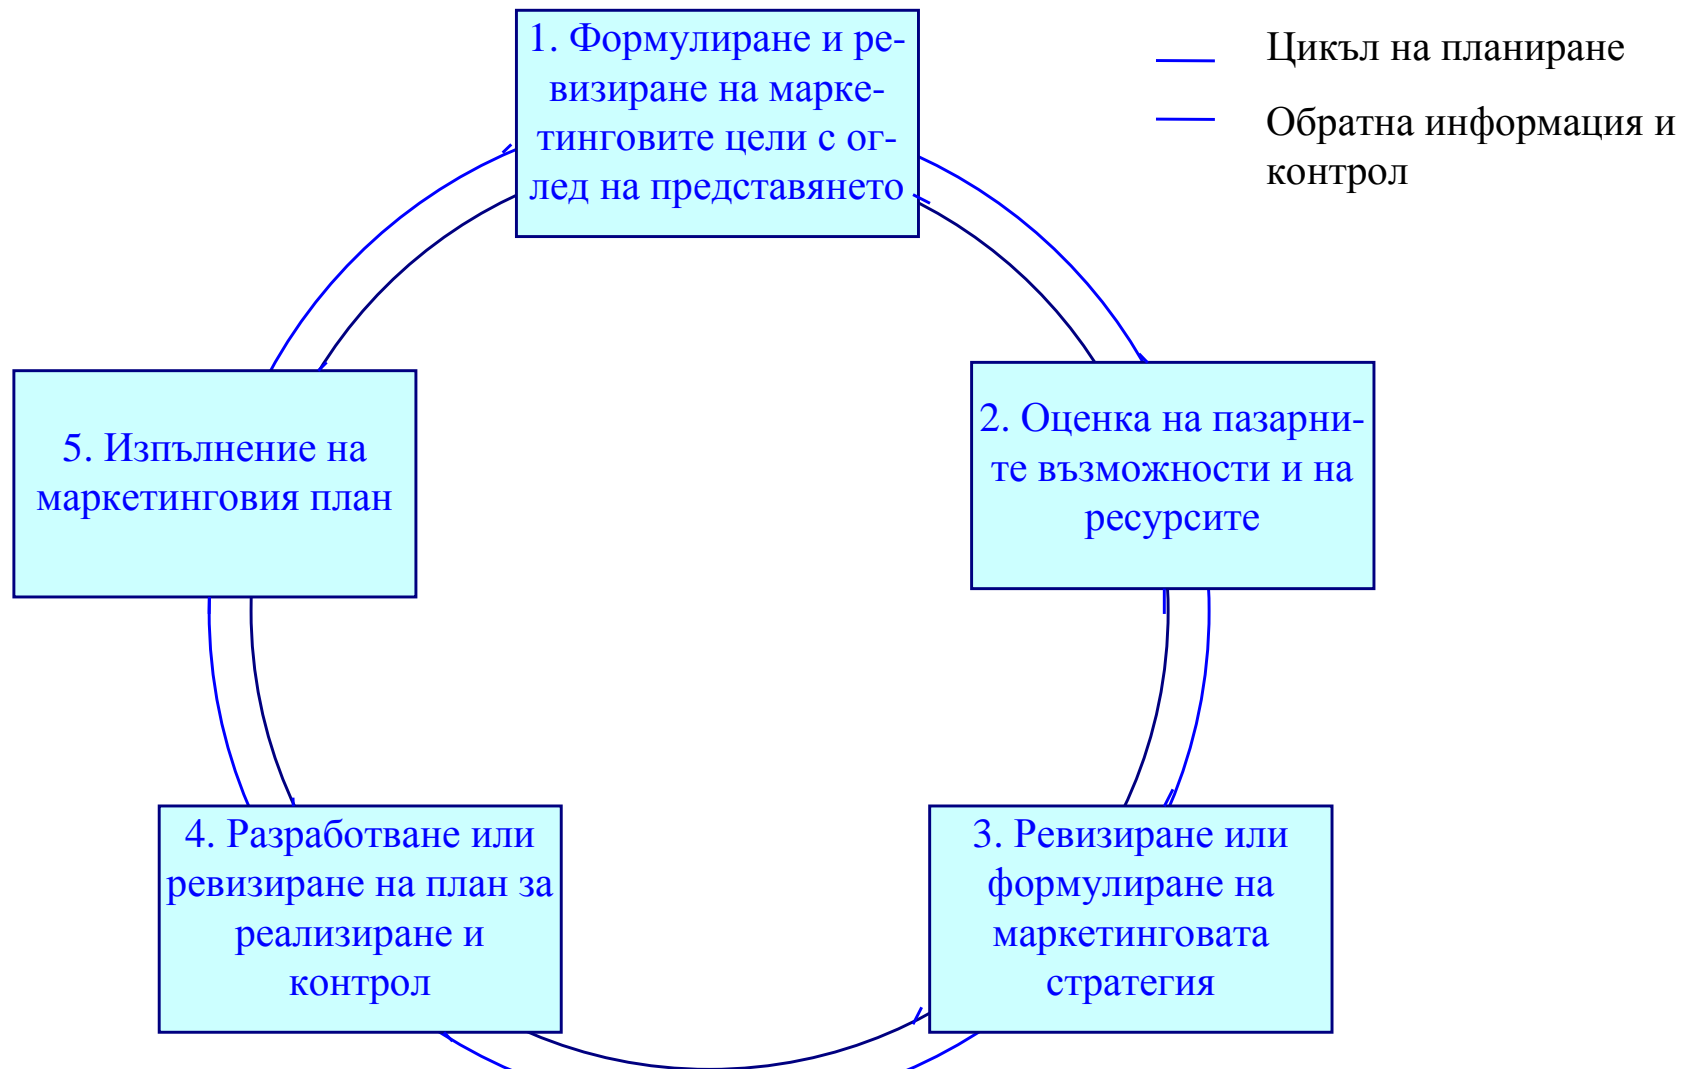 1. Формулиране и ре-
визиране на марке-
тинговите цели с ог-
лед на представянето
Цикъл на планиране
Обратна информация и
контрол
2. Оценка на пазарни-
те възможности и на
ресурсите
3. Ревизиране или
формулиране на
маркетинговата
стратегия
4. Разработване или
ревизиране на план за
реализиране и
контрол
5. Изпълнение на
маркетинговия план